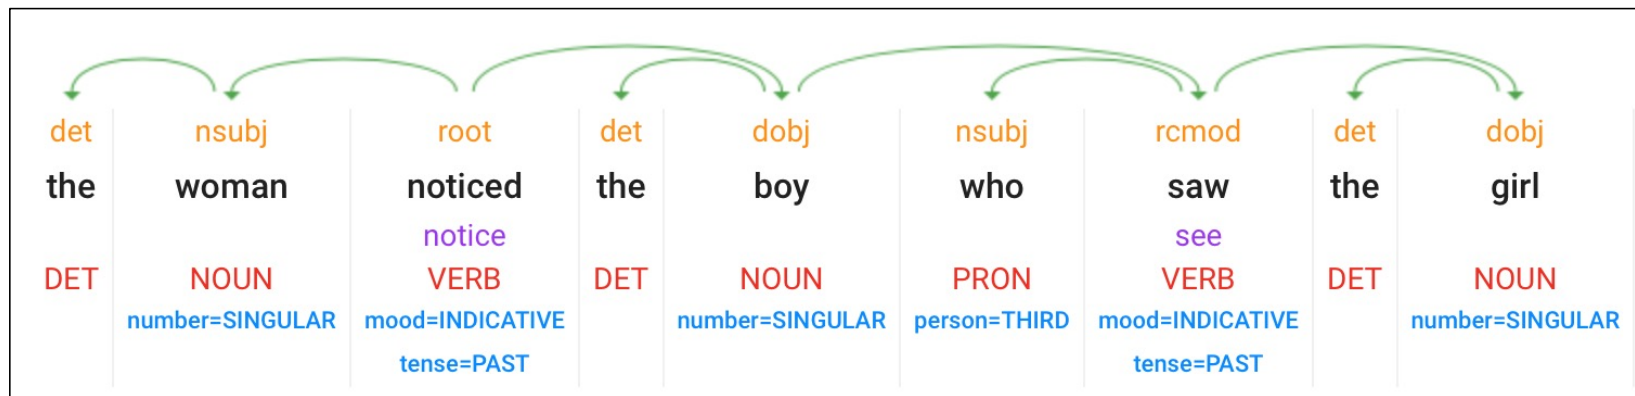 det nsubj root det dobj nsubj rcmod det dobj
the woman noticed the boy who saw the girl
notice see
DET NOUN VERB DET NOUN PRON VERB DET NOUN
number=SINGULAR mood=INDICATIVE number=SINGULAR person=THIRD mood=INDICATIVE number=SINGULAR
tense=PAST tense=PAST